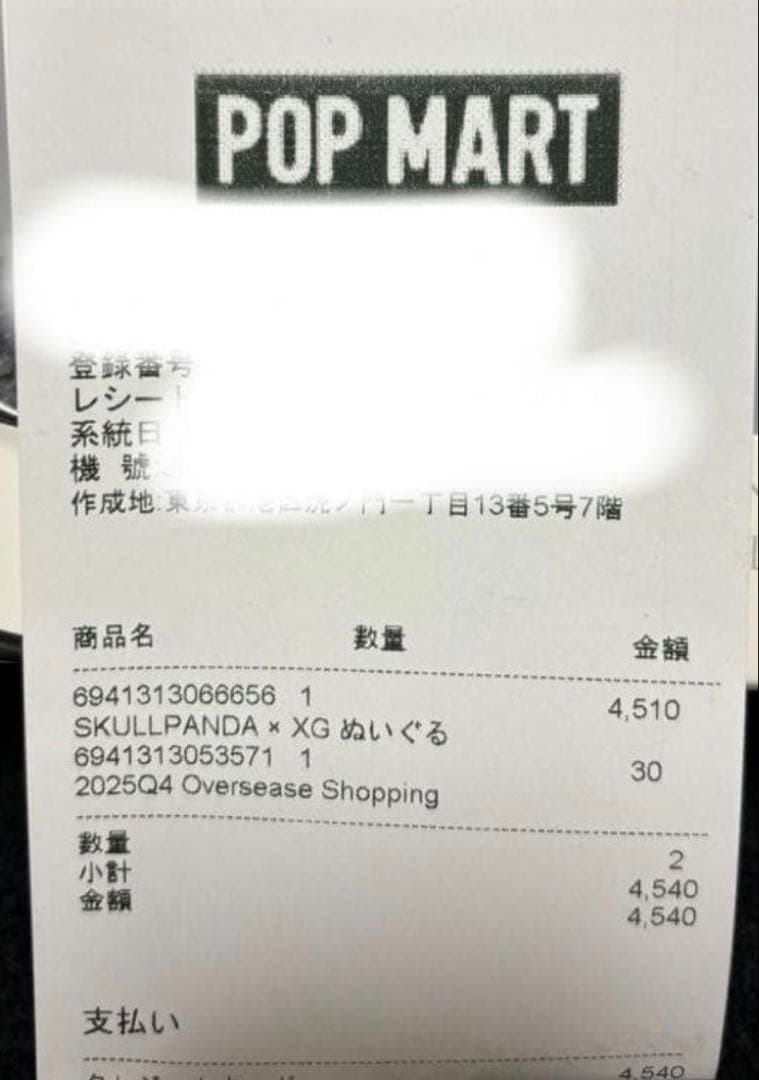 POP MART
登録番号
レシート
系統日
機 號:
作成地:東京都港区虎ノ門一丁目13番5号7階
商品名 數量 金額
6941313066656 1 4,510
SKULLPANDA × XG ぬいぐる
6941313053571 1 30
2025Q4 Oversease Shopping
數量 2
小計 4,540
金額 4,540
支払い
4,540